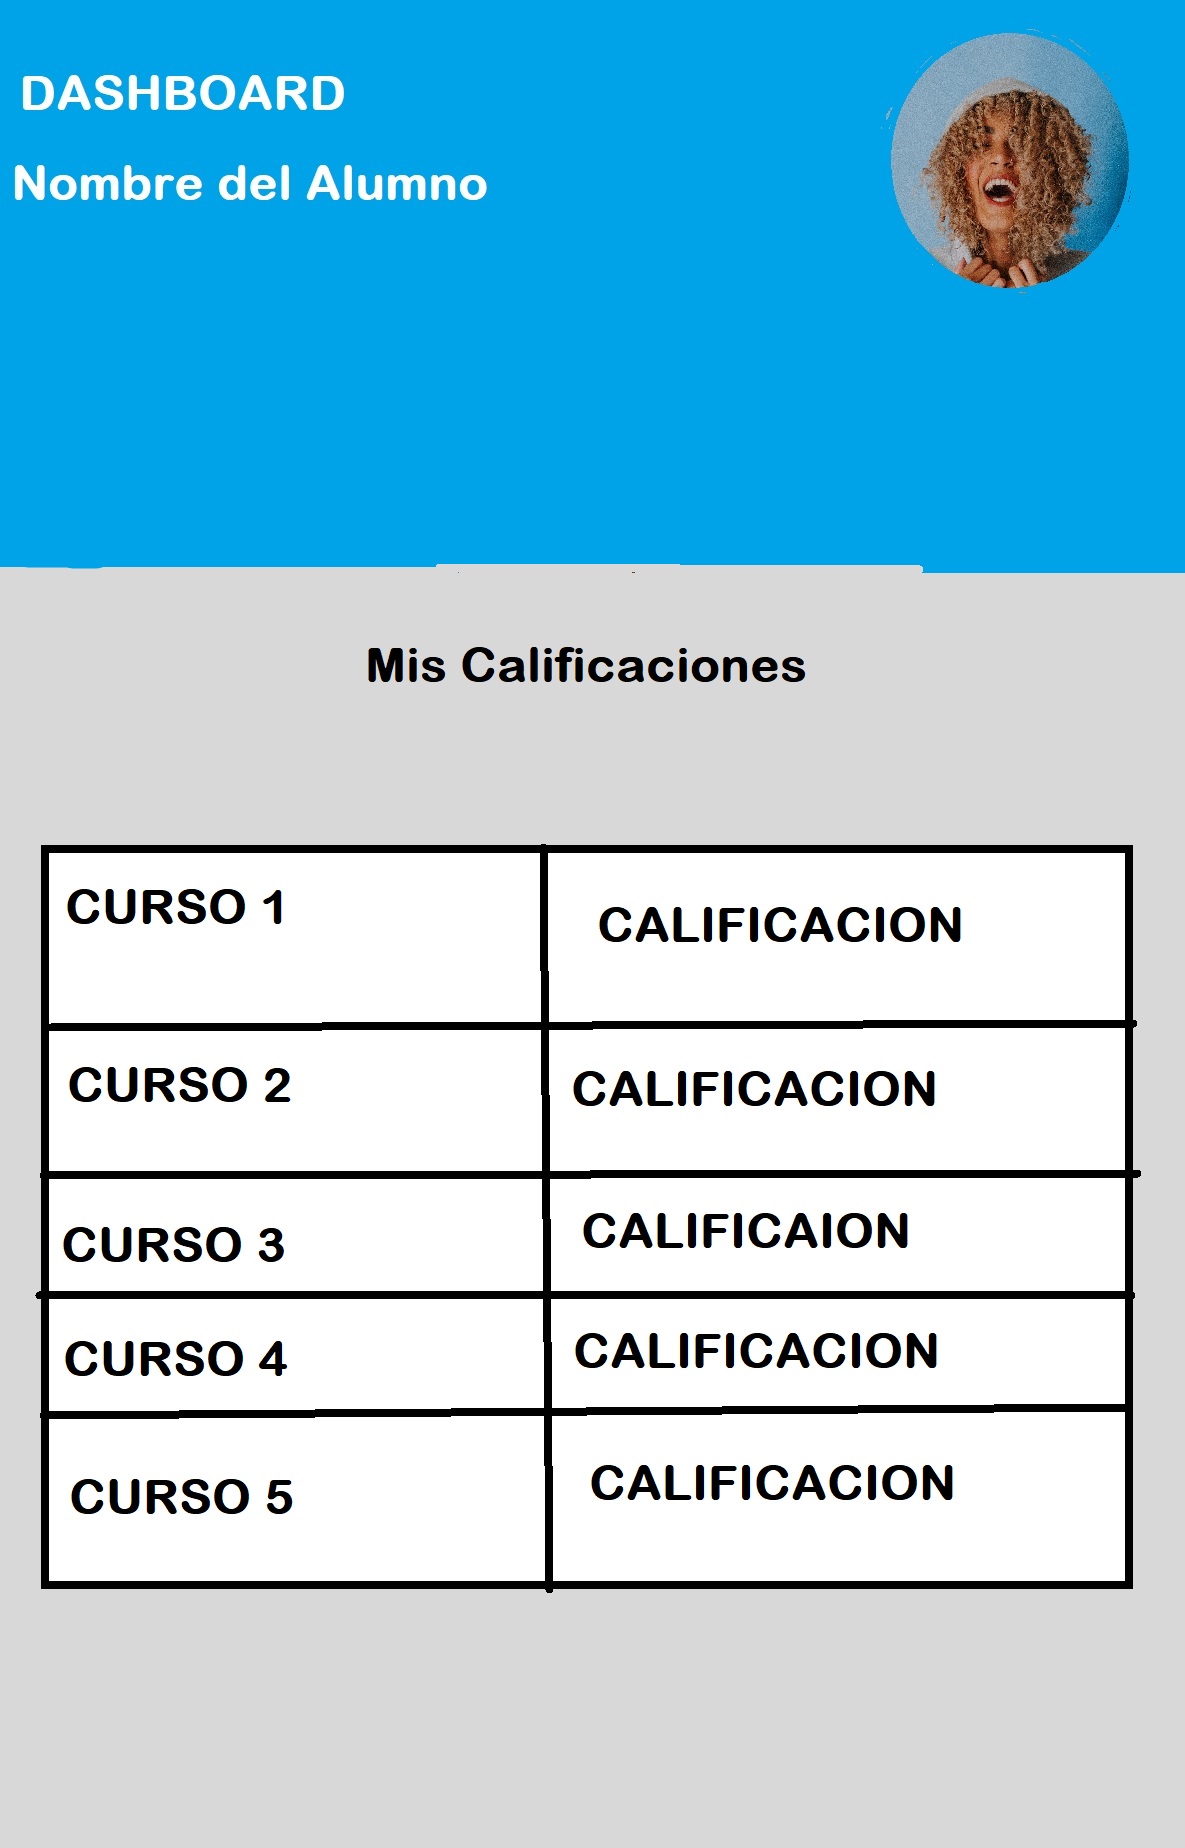 DASHBOARD
Nombre del Alumno
Mis Calificaciones
CURSO 1
CALIFICACION
CURSO 2
CALIFICACION
CURSO 3
CALIFICAION
CURSO 4
CALIFICACION
CURSO 5
CALIFICACION